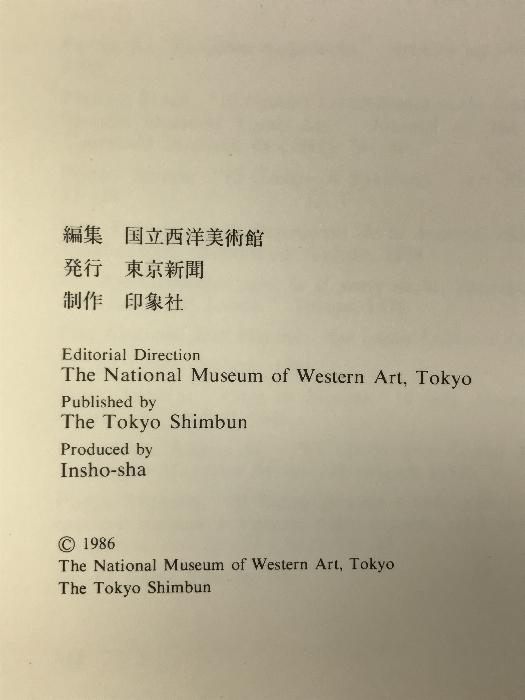 編集 国立西洋美術館
発行 東京新聞
制作 印象社
Editorial Direction
The National Museum of Western Art, Tokyo
Published by
The Tokyo Shimbun
Produced by
Insho-sha
© 1986
The National Museum of Western Art, Tokyo
The Tokyo Shimbun